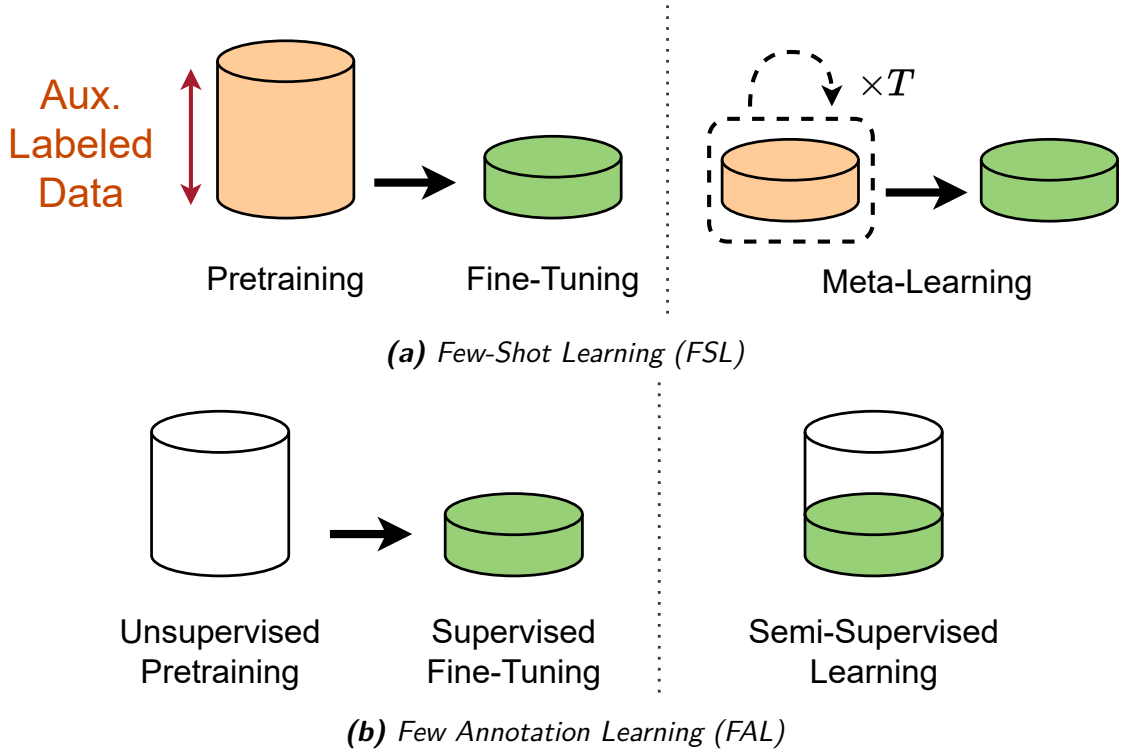 Aux.
Labeled
Data
×T
Pretraining
Fine-Tuning
Meta-Learning
(a) Few-Shot Learning (FSL)
Unsupervised
Pretraining
Supervised
Fine-Tuning
Semi-Supervised
Learning
(b) Few Annotation Learning (FAL)